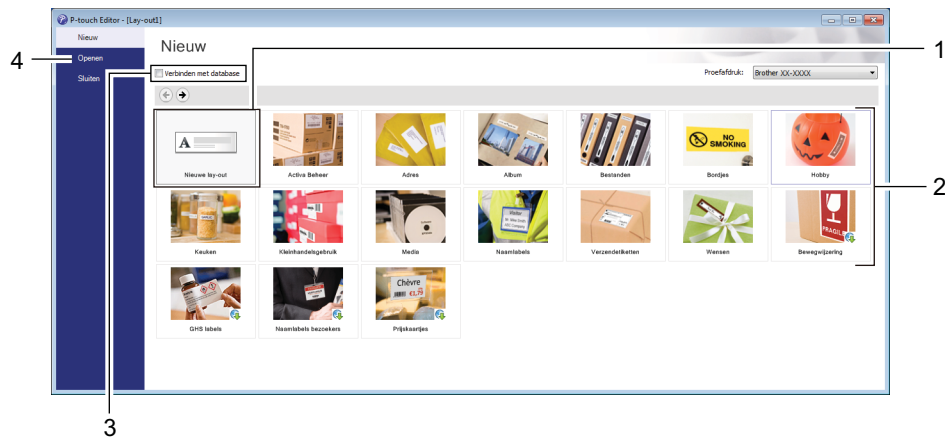 P-touch Editor - [Lay-out1]
Nieuw
Nieuw
1
4
Openen
Sluiten
Verbinden met database
Proefafdruk:
Brother XX-XXXX
A
NO
SMOKING
Nieuwe lay-out
Activa Beheer
Adres
Album
Bestanden
Bordjes
Hobby
2
Visitor
FRAGILE
Keuken
Kleinhandelsgebruik
Media
Naamlabels
Verzendetiketten
Wensen
Bewegwijzering
Chèvre
€1,79
GHS labels
Naamlabels bezoekers
Prijskaartjes
3